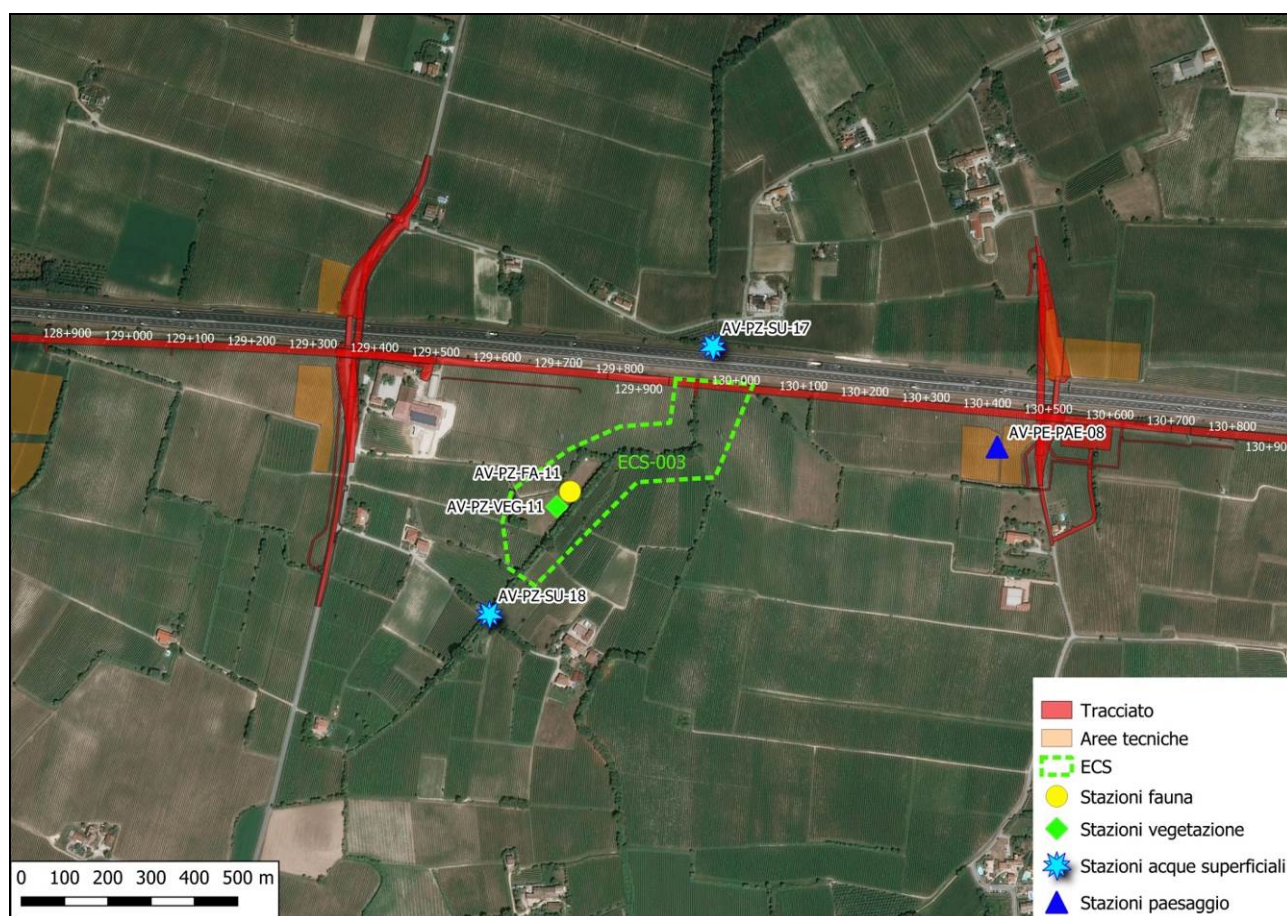 AV-PZ-SU-17
128+900
129+000
129+100
129+200
129+300
129+400
129+500
129+600
129+700
129+800
129+900
130+000
130+100
130+200
130+300
130+400
130+500
130+600
130+700
130+800
130+900
AV-PE-PAE-08
ECS-003
AV-PZ-FA-11
AV-PZ-VEG-11
AV-PZ-SU-18
Tracciato
Aree tecniche
ECS
Stazioni fauna
Stazioni vegetazione
Stazioni acque superficiali
Stazioni paesaggio
0 100 200 300 400 500 m